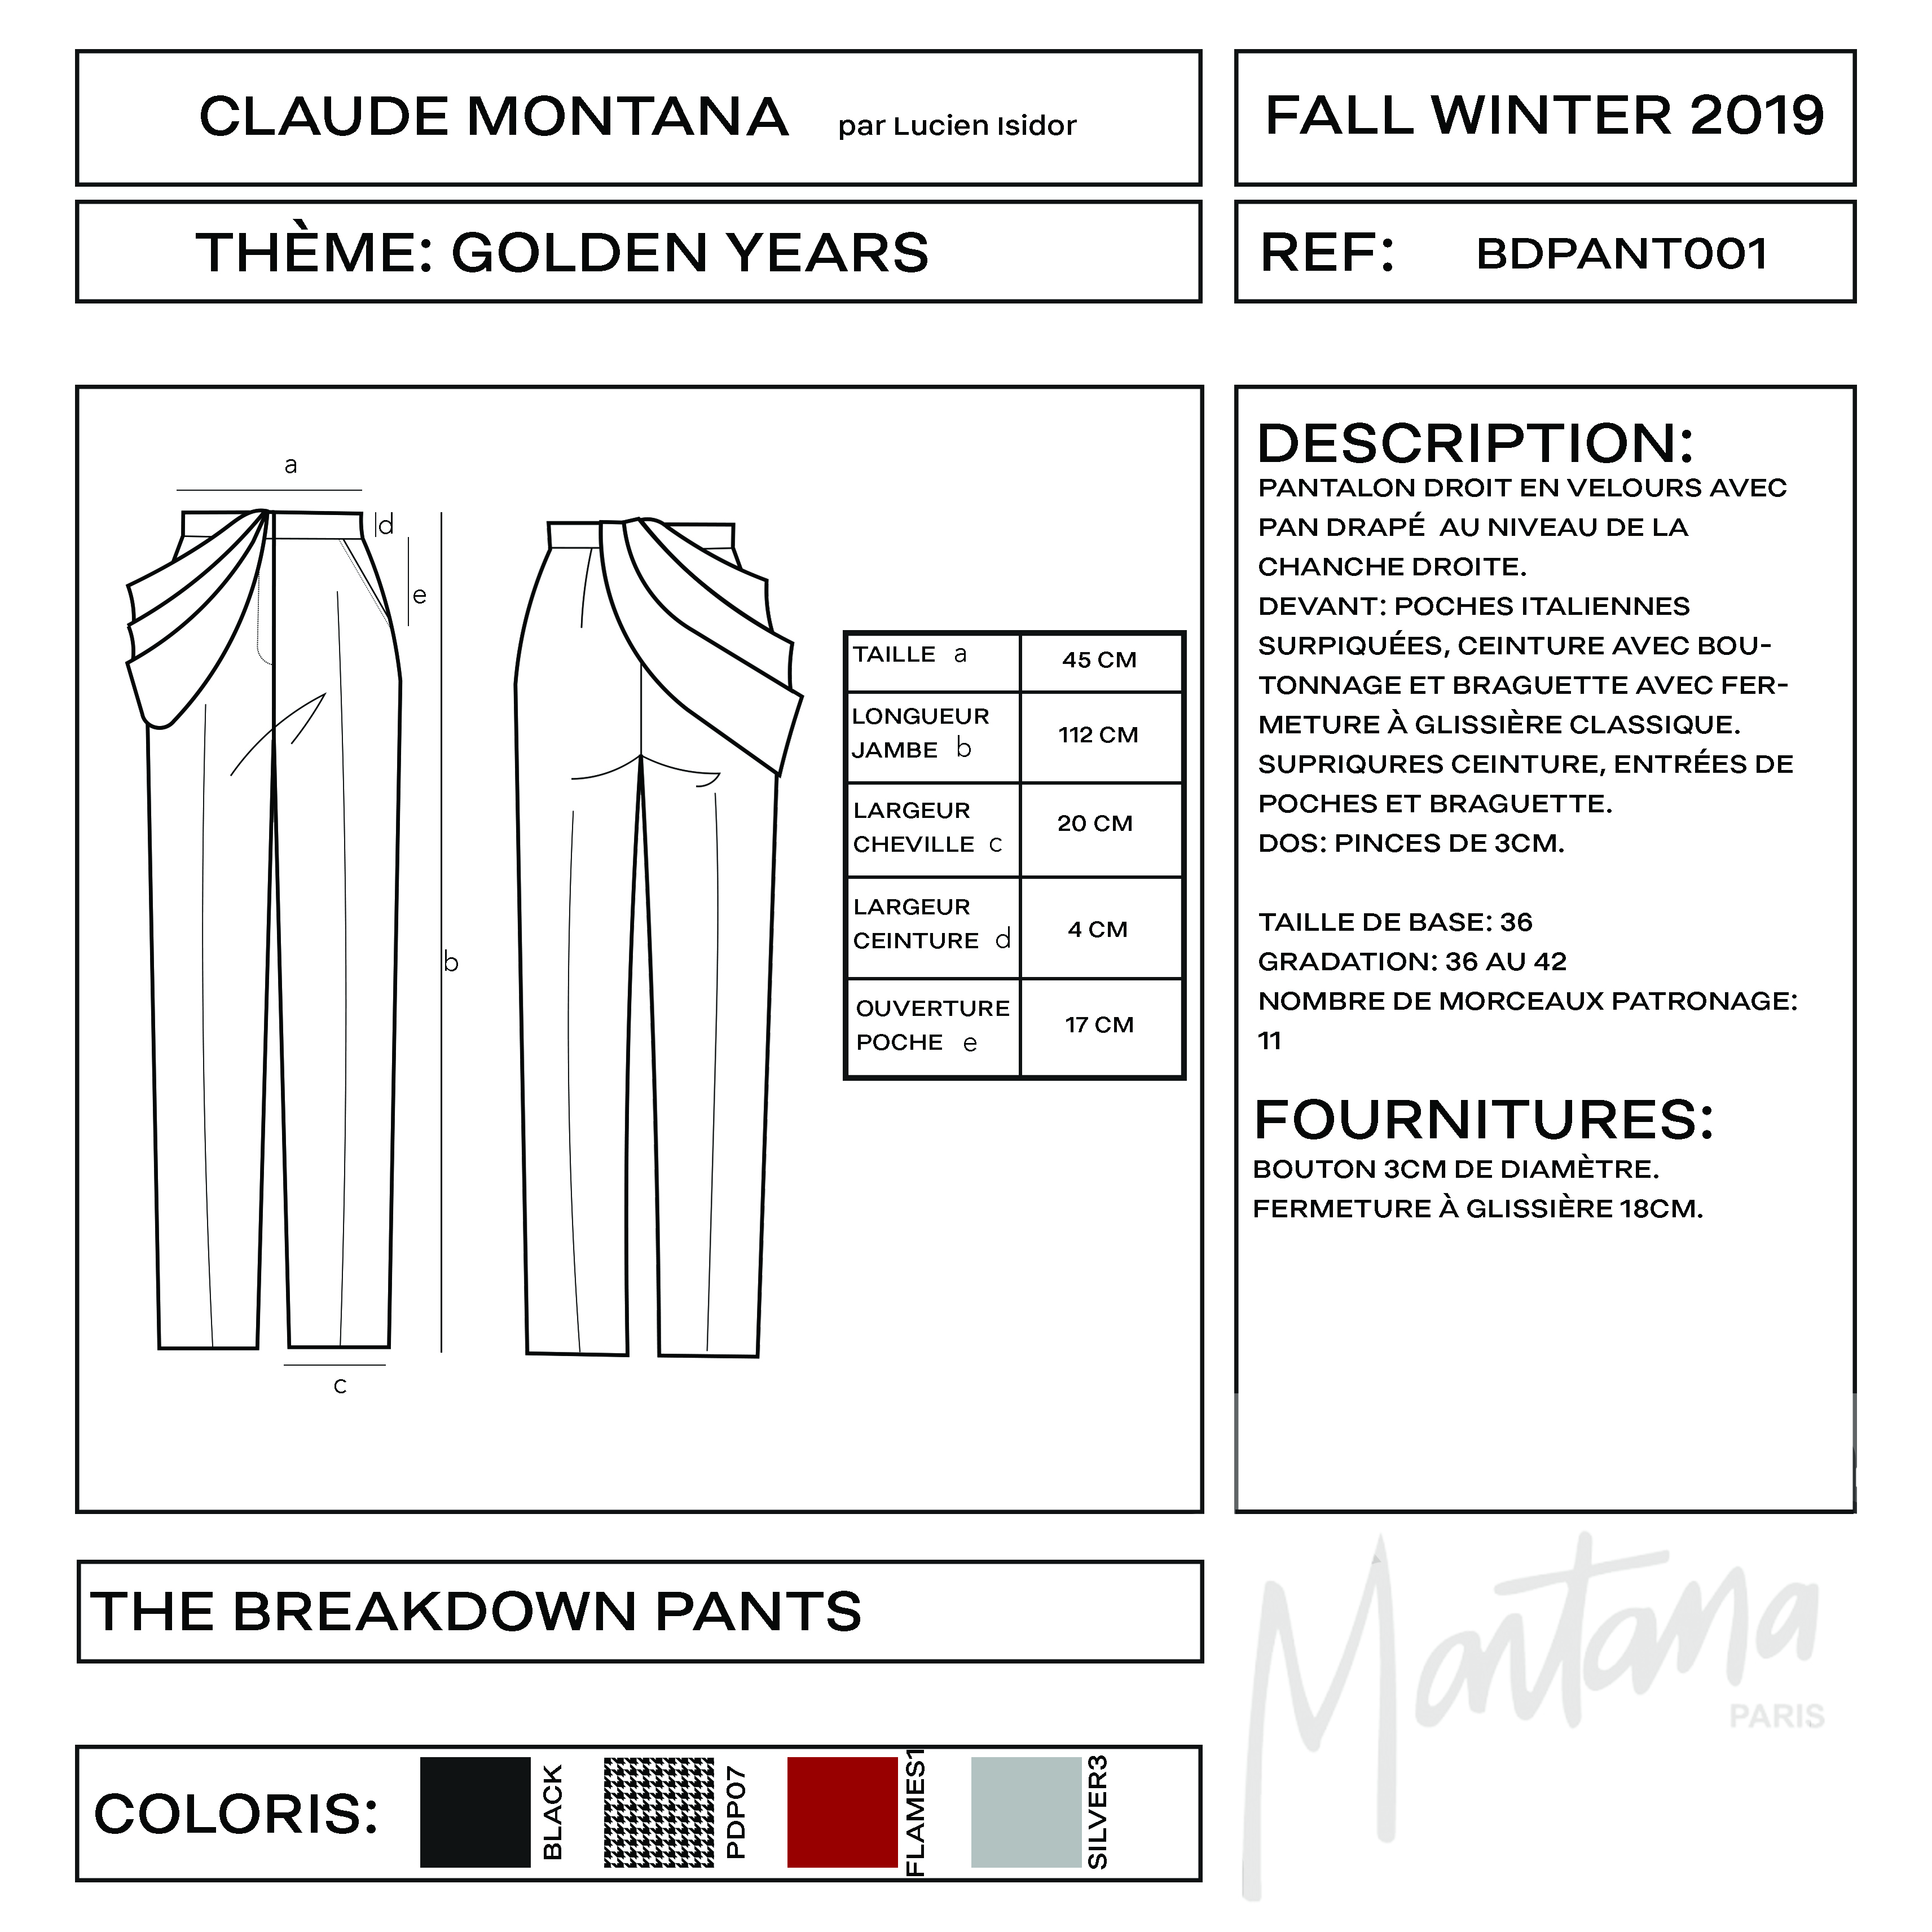 CLAUDE MONTANA par Lucien Isidor
FALL WINTER 2019
THÈME: GOLDEN YEARS
REF: BDPANT001
a
d
e
b
c
TAILLE a 45 CM
LONGUEUR
JAMBE b 112 CM
LARGEUR
CHEVILLE c 20 CM
LARGEUR
CEINTURE d 4 CM
OUVERTURE
POCHE e 17 CM
DESCRIPTION:
PANTALON DROIT EN VELOURS AVEC
PAN DRAPÉ AU NIVEAU DE LA
CHANCHE DROITE.
DEVANT: POCHES ITALIENNES
SURPIQUÉES, CEINTURE AVEC BOU-
TONNAGE ET BRAGUETTE AVEC FER-
METURE À GLISSIÈRE CLASSIQUE.
SUPRIQURES CEINTURE, ENTRÉES DE
POCHES ET BRAGUETTE.
DOS: PINCES DE 3CM.
TAILLE DE BASE: 36
GRADATION: 36 AU 42
NOMBRE DE MORCEAUX PATRONAGE:
11
FOURNITURES:
BOUTON 3CM DE DIAMÈTRE.
FERMETURE À GLISSIÈRE 18CM.
THE BREAKDOWN PANTS
Montana
PARIS
COLORIS:
BLACK
PDP07
FLAMES1
SILVER3